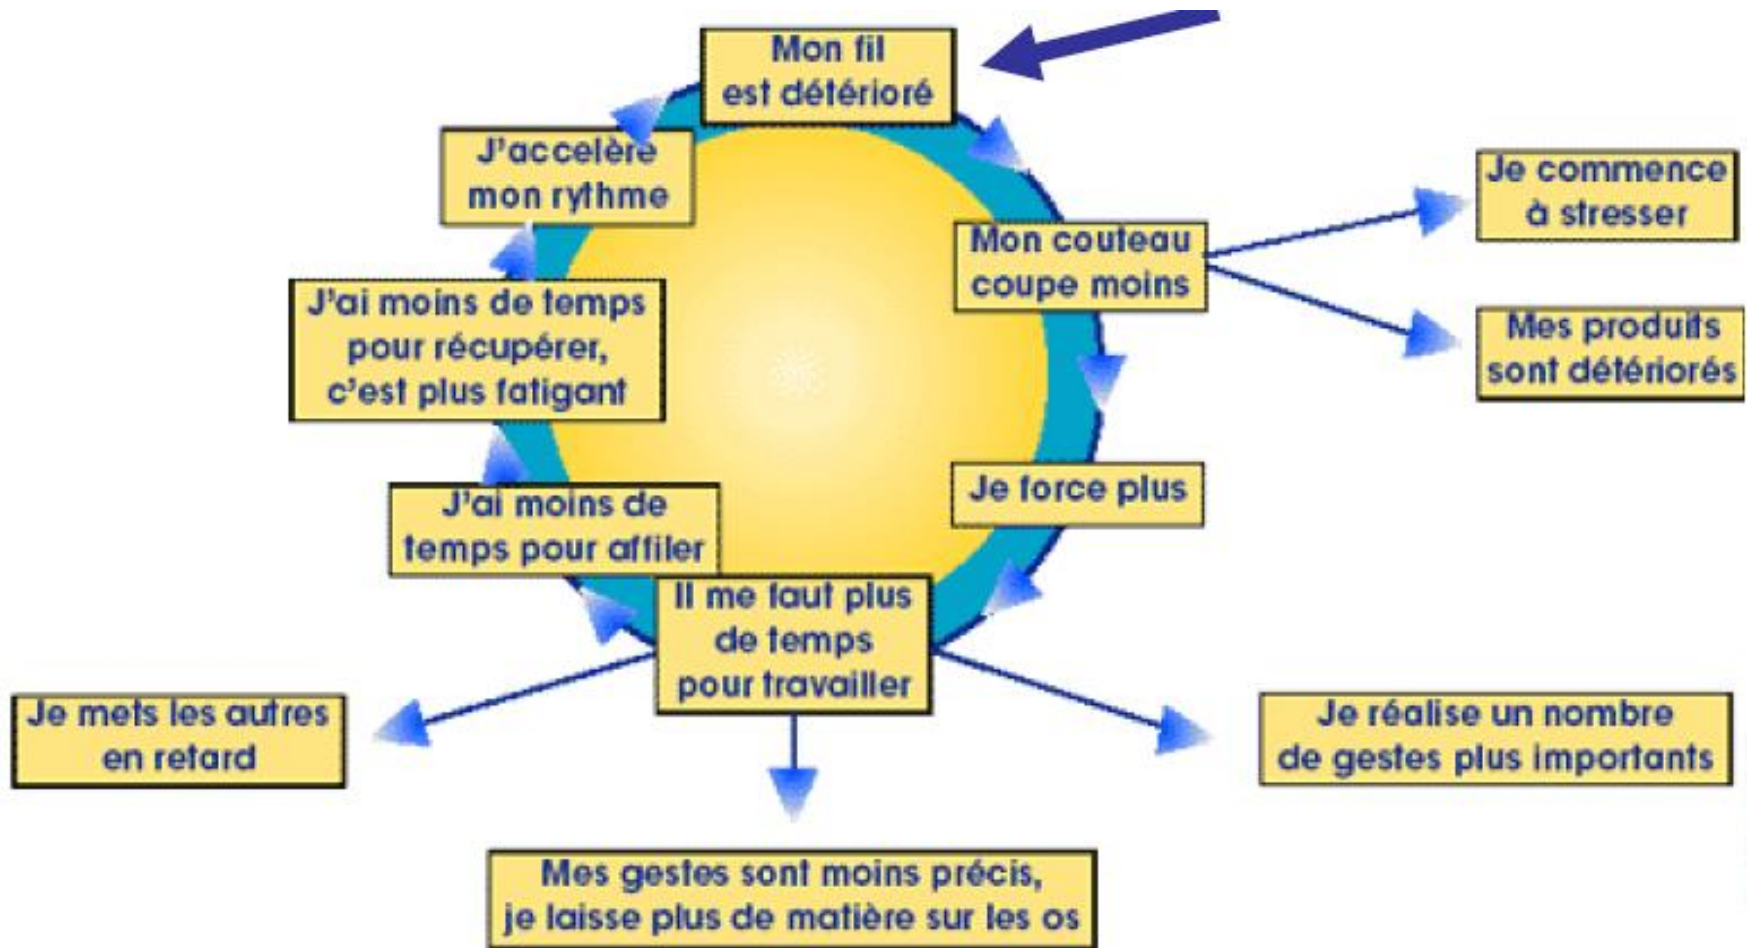 Mon fil
est détérioré
J'accelère
mon rythme
Je commence
à stresser
Mon couteau
coupe moins
J'ai moins de temps
pour récupérer,
c'est plus fatigant
Mes produits
sont détériorés
Je force plus
J'ai moins de
temps pour affiler
Il me faut plus
de temps
pour travailler
Je mets les autres
en retard
Je réalise un nombre
de gestes plus importants
Mes gestes sont moins précis,
je laisse plus de matière sur les os